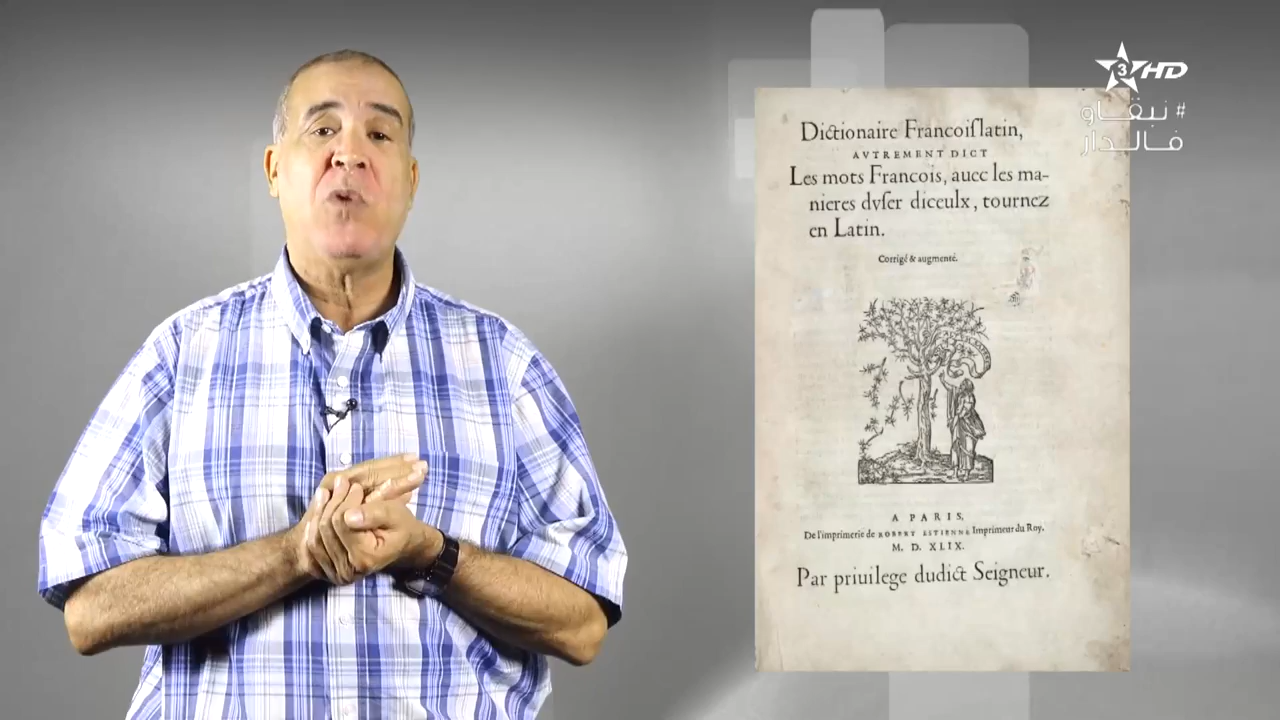 3 HD
# نبقاو
فالدار
Dictionaire Francoiſlatin,
AVTREMENT DICT
Les mots Francois, auec les ma-
nieres dvſer diceulx, tournez
en Latin.
Corrigé & augmenté.
A PARIS,
De l'imprimerie de ROBERT ESTIENNE Imprimeur du Roy.
M. D. XLIX.
Par priuilege dudict Seigneur.